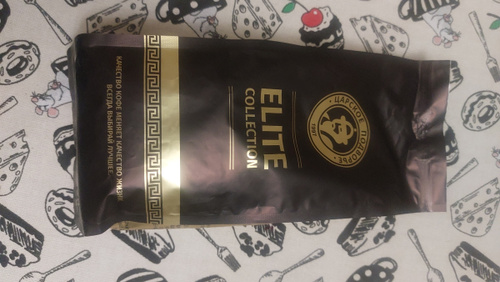 ЦАРСКОЕ ПОДВОРЬЕ
ELITE
COLLECTION
КАЧЕСТВО КОФЕ МЕНЯЕТ КАЧЕСТВО ЖИЗНИ
ВСЕГДА ВЫБИРАЙ ЛУЧШЕЕ